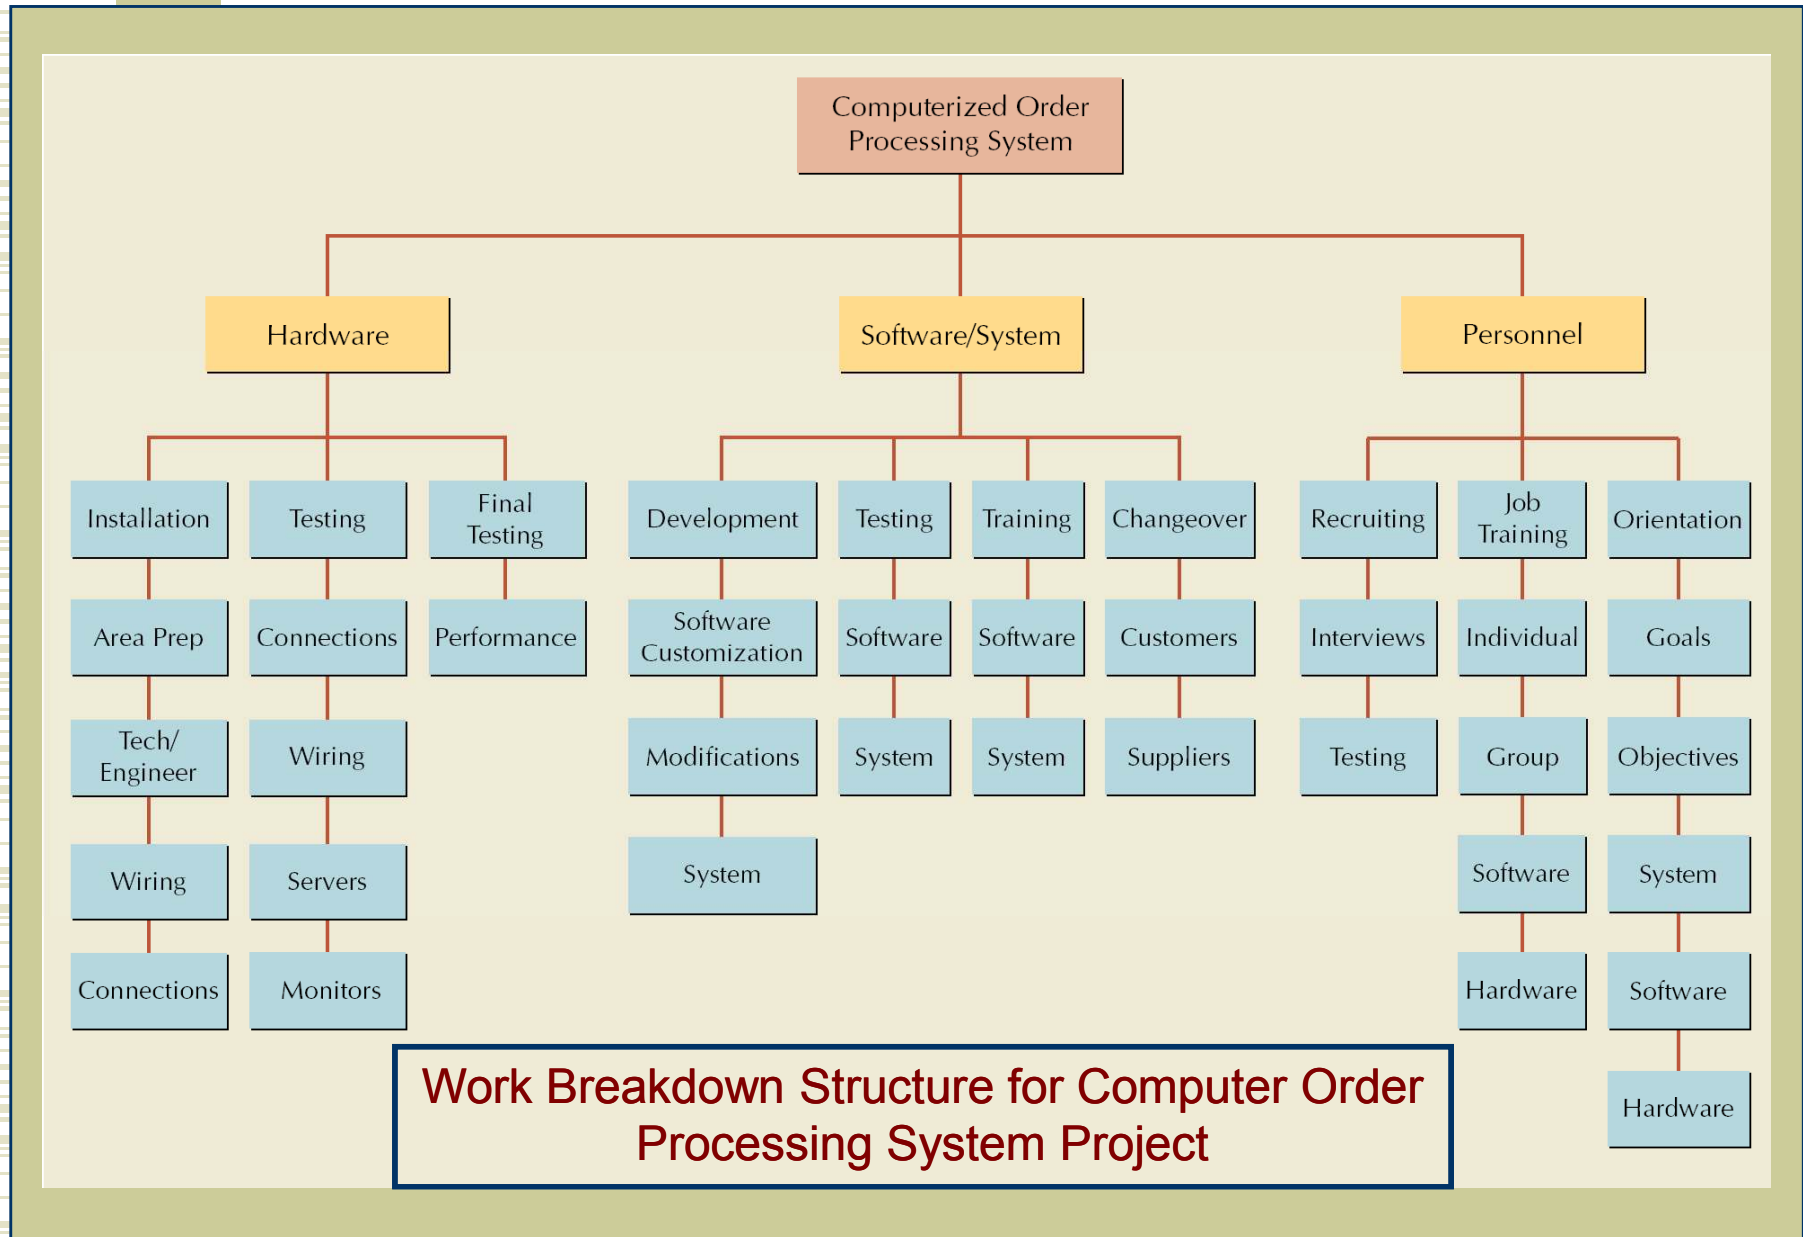 Computerized Order
Processing System
Hardware
Software/System
Personnel
Installation
Testing
Final
Testing
Development
Testing
Training
Changeover
Recruiting
Job
Training
Orientation
Area Prep
Connections
Performance
Software
Customization
Software
Software
Customers
Interviews
Individual
Goals
Tech/
Engineer
Wiring
Modifications
System
System
Suppliers
Testing
Group
Objectives
Wiring
Servers
System
Software
System
Connections
Monitors
Hardware
Software
Hardware
Work Breakdown Structure for Computer Order
Processing System Project